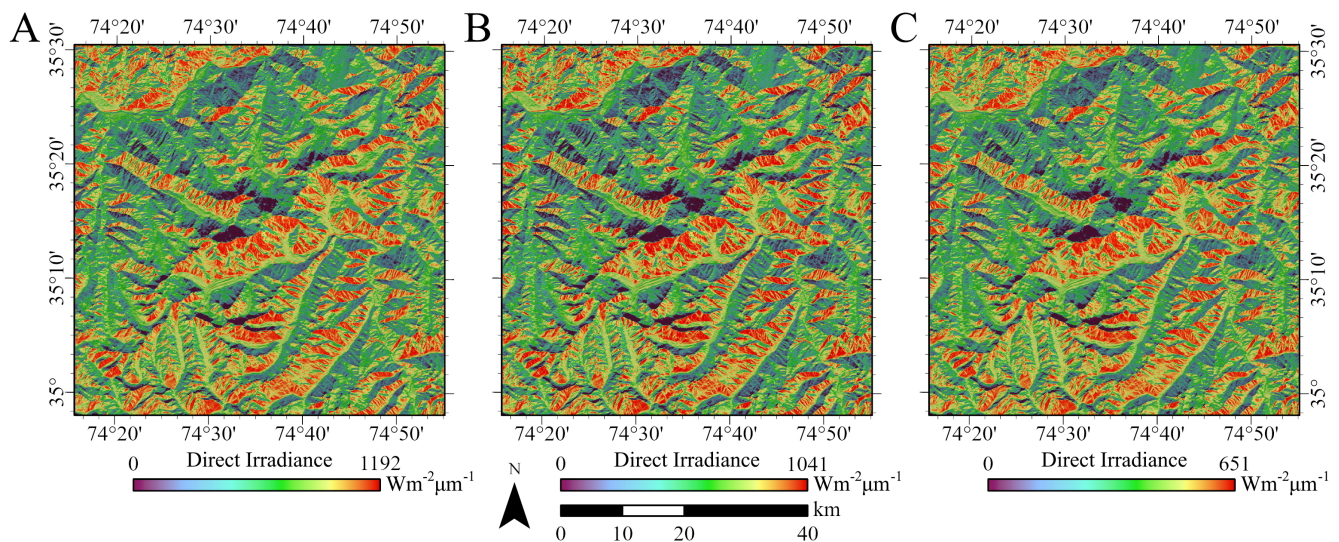 A
74°20' 74°30' 74°40' 74°50'
35°30'
35°20'
35°10'
35°
74°20' 74°30' 74°40' 74°50'
0 Direct Irradiance 1192
Wm⁻²μm⁻¹
B
74°20' 74°30' 74°40' 74°50'
74°20' 74°30' 74°40' 74°50'
0 Direct Irradiance 1041
Wm⁻²μm⁻¹
N
km
0 10 20 40
C
74°20' 74°30' 74°40' 74°50'
35°30'
35°20'
35°10'
35°
74°20' 74°30' 74°40' 74°50'
0 Direct Irradiance 651
Wm⁻²μm⁻¹